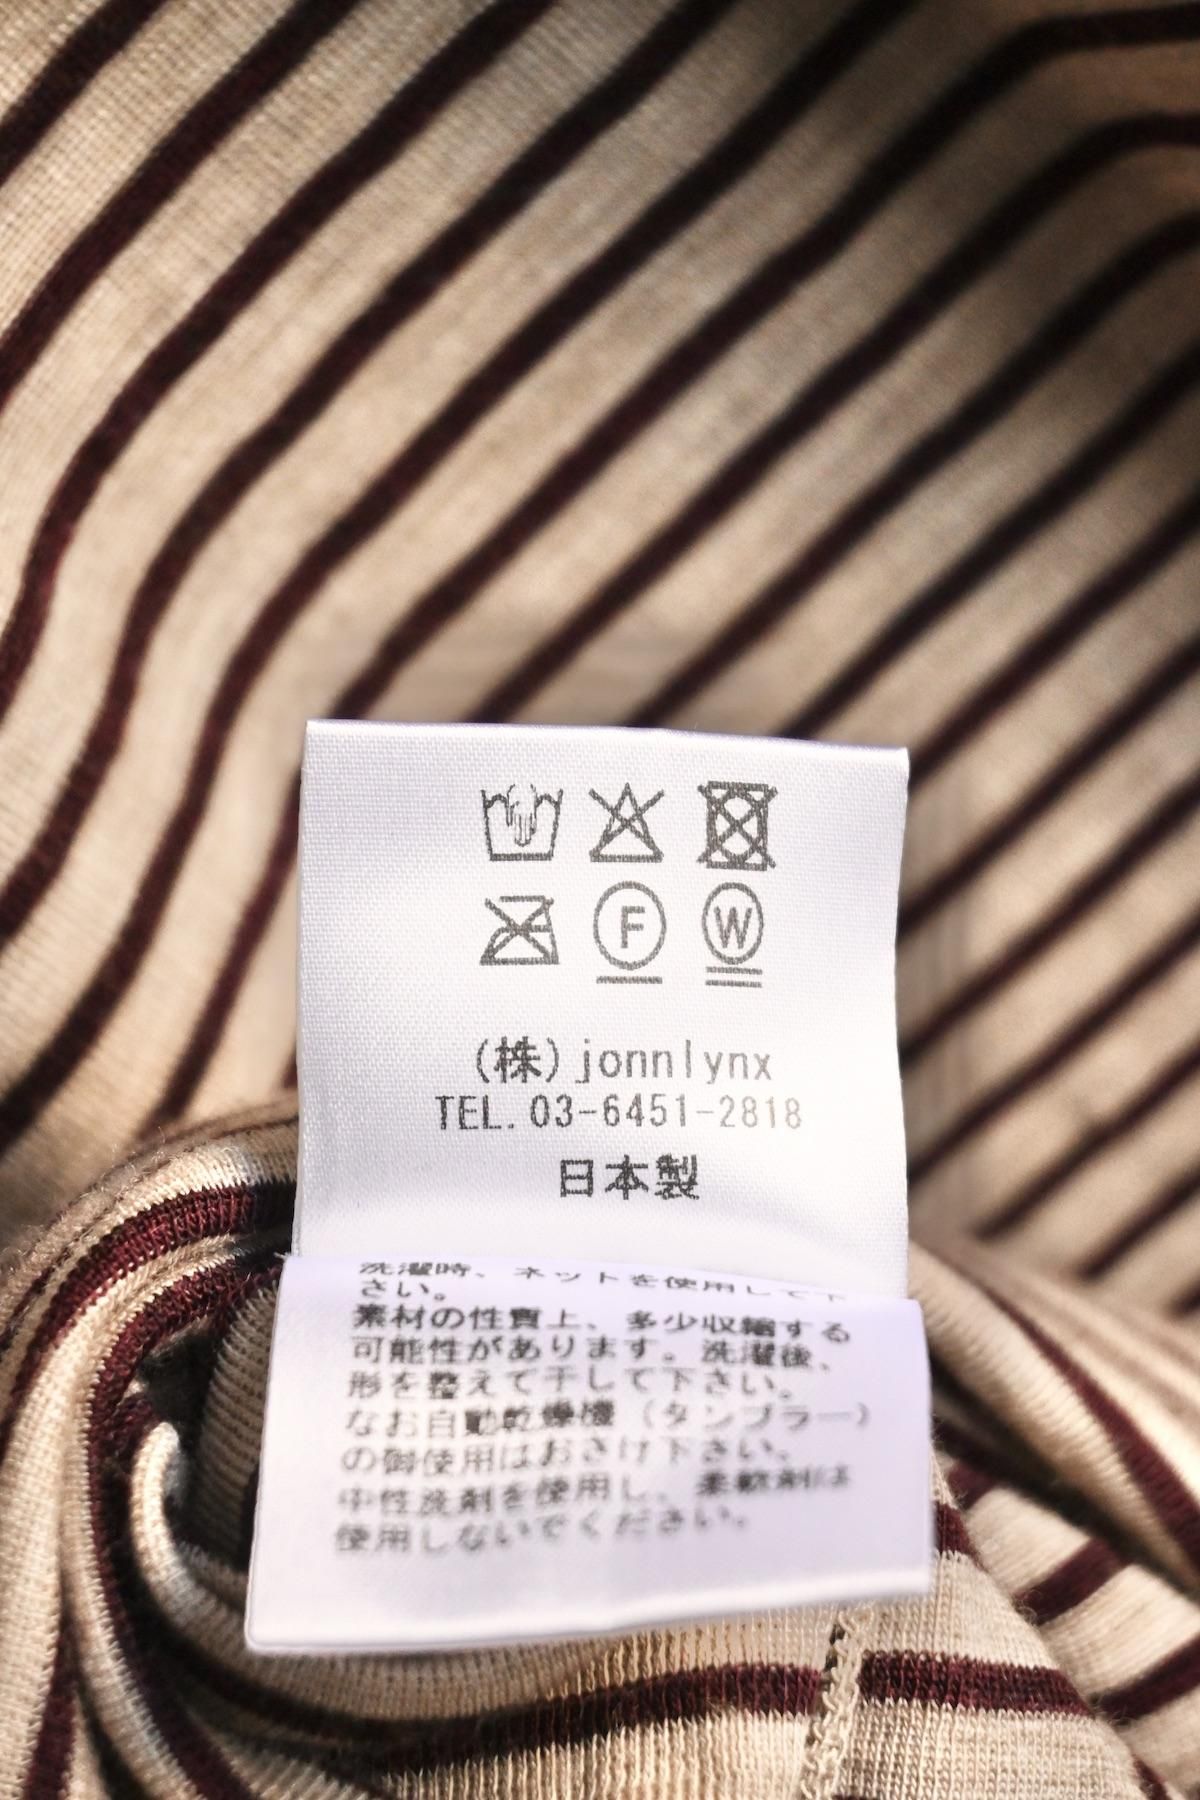 F W
(株)jonnlynx
TEL. 03-6451-2818
日本製
洗濯時、ネットを使用して下
さい。
素材の性質上、多少収縮する
可能性があります。洗濯後、
形を整えて干して下さい。
なお自動乾燥機(タンブラー)
の御使用はおさけ下さい。
中性洗剤を使用し、柔軟剤は
使用しないでください。